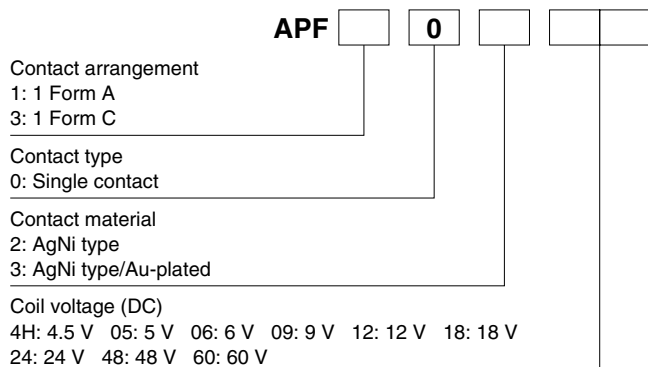 APF 0
Contact arrangement
1: 1 Form A
3: 1 Form C
Contact type
0: Single contact
Contact material
2: AgNi type
3: AgNi type/Au-plated
Coil voltage (DC)
4H: 4.5 V 05: 5 V 06: 6 V 09: 9 V 12: 12 V 18: 18 V
24: 24 V 48: 48 V 60: 60 V